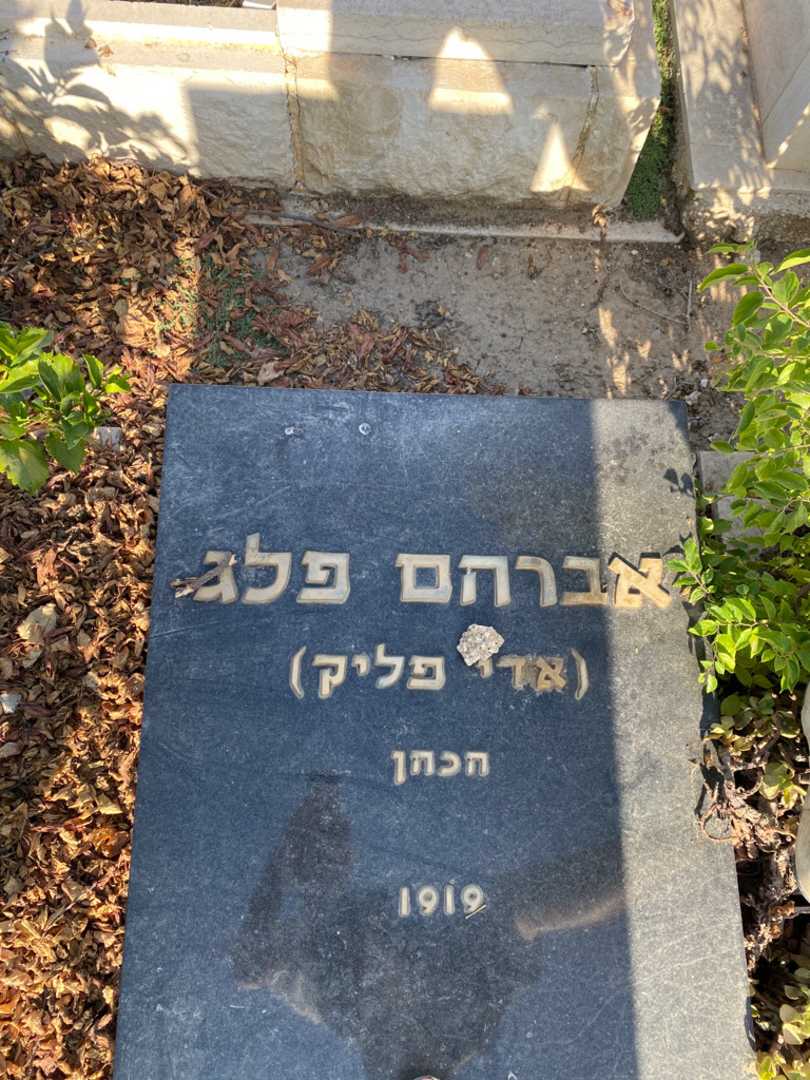 אברהם פלג
(אדי פליק)
הכהן
1919